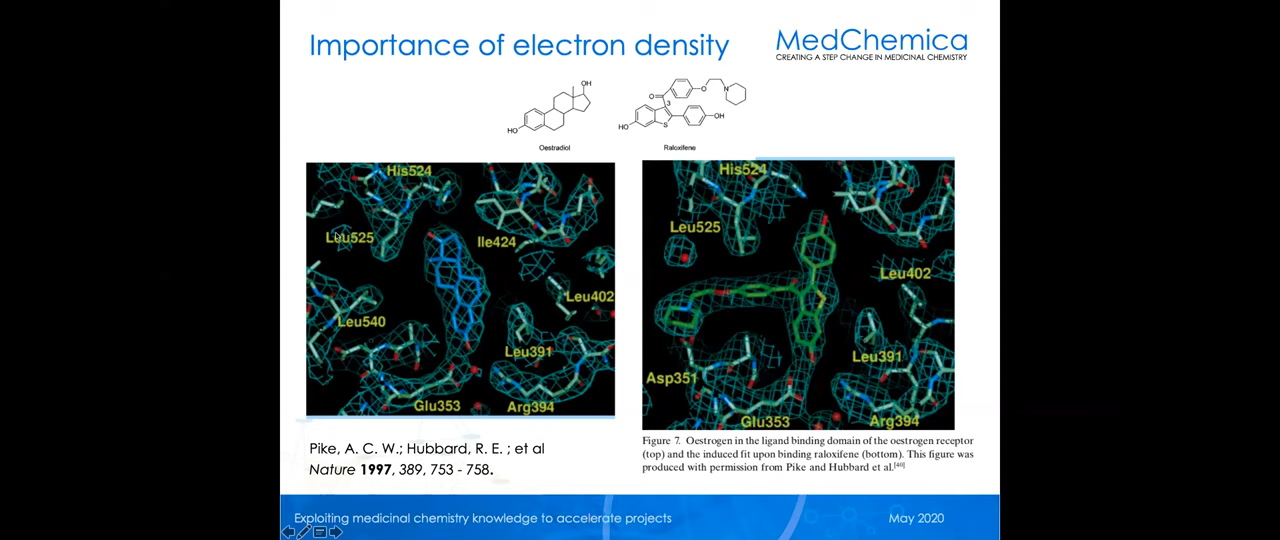 Importance of electron density
MedChemica
CREATING A STEP CHANGE IN MEDICINAL CHEMISTRY
OH
HO
Oestradiol
O
O
N
3
HO
S
OH
Raloxifene
His524
Leu525
Ile424
Leu402
Leu540
Leu391
Glu353
Arg394
His524
Leu525
Leu402
Leu391
Asp351
Glu353
Arg394
Pike, A. C. W.; Hubbard, R. E. ; et al
Nature 1997, 389, 753 - 758.
Figure 7. Oestrogen in the ligand binding domain of the oestrogen receptor
(top) and the induced fit upon binding raloxifene (bottom). This figure was
produced with permission from Pike and Hubbard et al.[40]
Exploiting medicinal chemistry knowledge to accelerate projects
May 2020